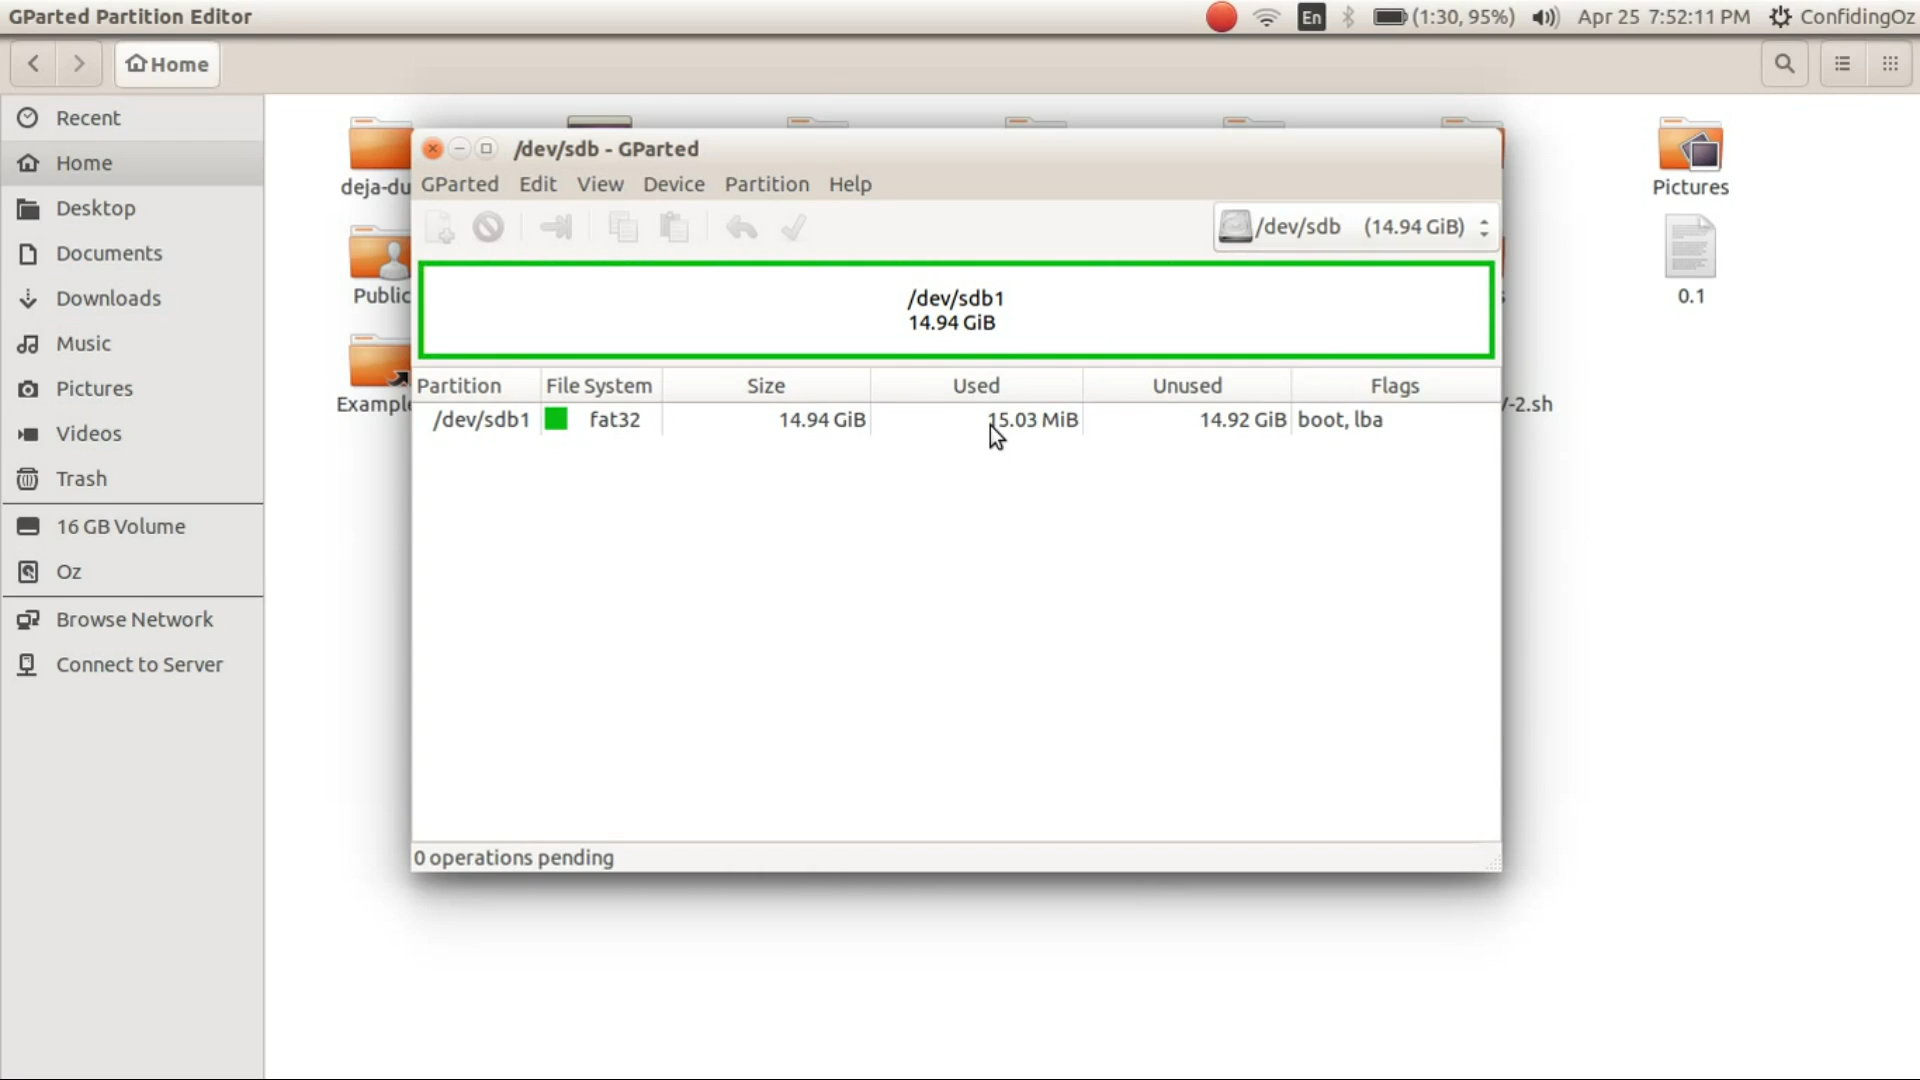 GParted Partition Editor
En
(1:30, 95%)
Apr 25 7:52:11 PM
ConfidingOz
Home
Recent
Home
Desktop
Documents
Downloads
Music
Pictures
Videos
Trash
16 GB Volume
Oz
Browse Network
Connect to Server
deja-du
Public
Example
Pictures
0.1
-2.sh
/dev/sdb - GParted
GParted Edit View Device Partition Help
/dev/sdb (14.94 GiB)
/dev/sdb1
14.94 GiB
Partition File System Size Used Unused Flags
/dev/sdb1 fat32 14.94 GiB 15.03 MiB 14.92 GiB boot, lba
0 operations pending